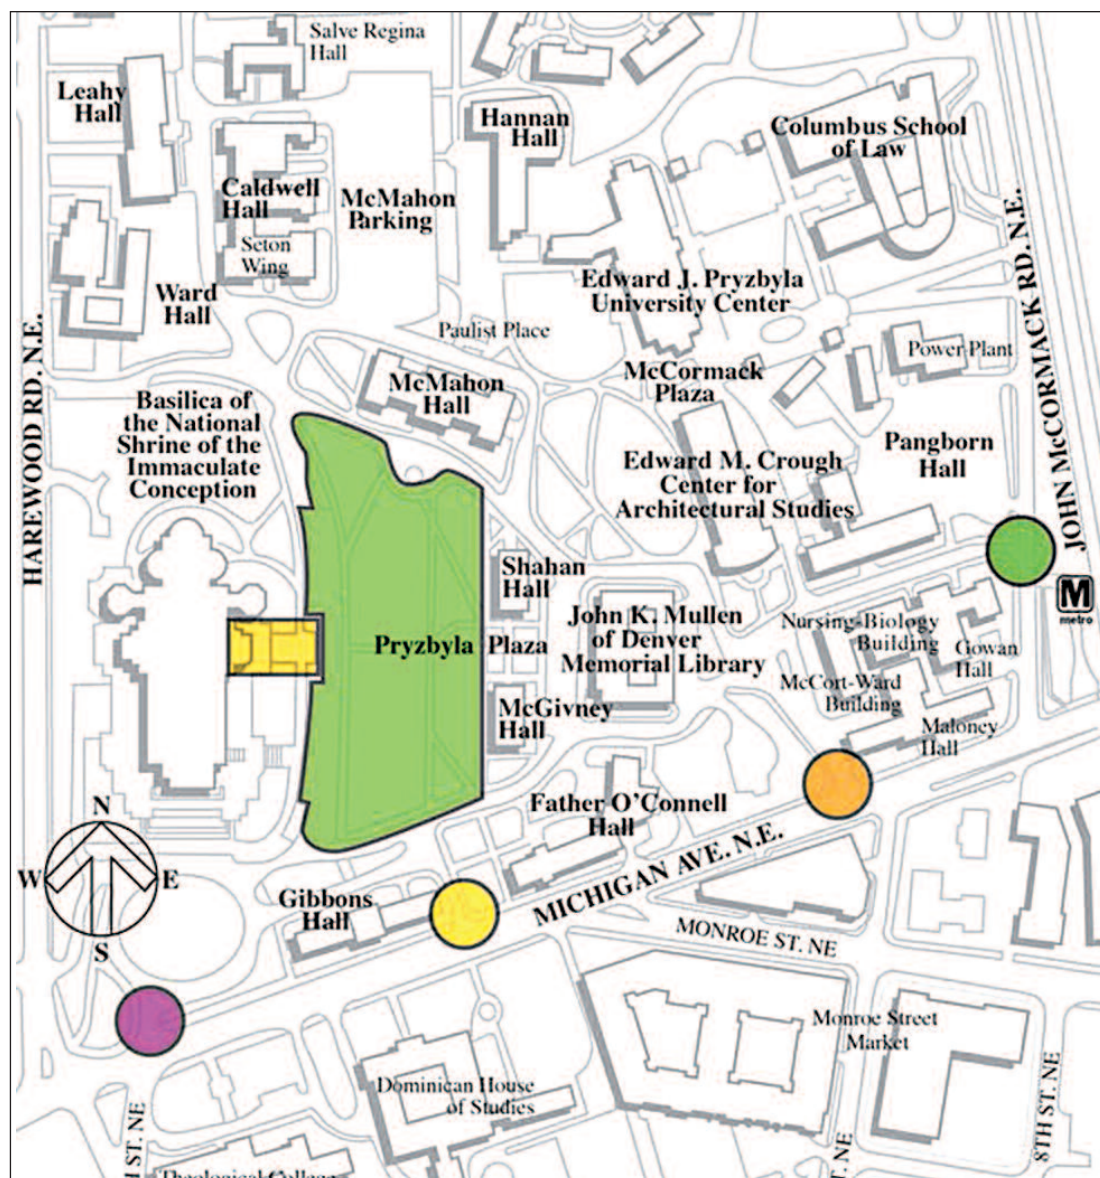 Salve Regina
Hall
Leahy
Hall
Hannan
Hall
Columbus School
of Law
Caldwell
Hall
McMahon
Parking
Seton
Wing
Edward J. Pryzbyla
University Center
Ward
Hall
Paulist Place
Power Plant
McMahon
Hall
McCormack
Plaza
JOHN McCORMACK RD. N.E.
HAREWOOD RD. N.E.
Basilica of
the National
Shrine of the
Immaculate
Conception
Pangborn
Hall
Edward M. Crough
Center for
Architectural Studies
Shahan
Hall
M
metro
John K. Mullen
of Denver
Memorial Library
Nursing-Biology
Building
Gowan
Hall
Pryzbyla Plaza
McCort-Ward
Building
McGivney
Hall
Maloney
Hall
Father O'Connell
Hall
N
W E
S
Gibbons
Hall
MICHIGAN AVE. N.E.
MONROE ST. NE
Monroe Street
Market
Dominican House
of Studies
8TH ST. NE
ST. NE
T. NE
Theological College